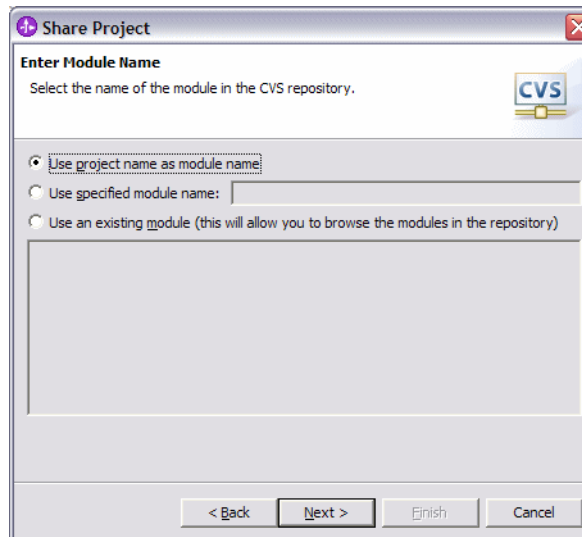 Share Project
Enter Module Name
Select the name of the module in the CVS repository.
CVS
Use project name as module name
Use specified module name:
Use an existing module (this will allow you to browse the modules in the repository)
< Back Next > Finish Cancel